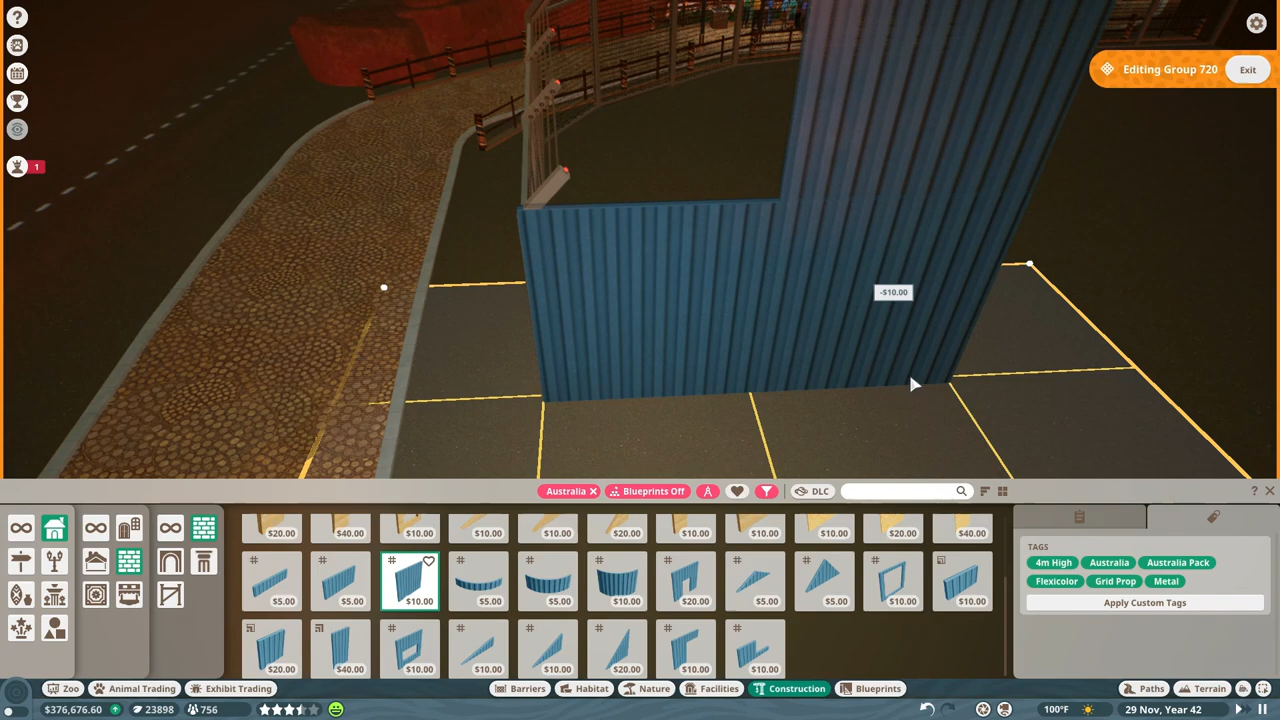 ?
Editing Group 720
Exit
1
-$10.00
Australia
Blueprints Off
DLC
?
$20.00
$40.00
$10.00
$10.00
$10.00
$20.00
$10.00
$10.00
$10.00
$20.00
$40.00
$5.00
$5.00
$10.00
$5.00
$5.00
$10.00
$20.00
$5.00
$5.00
$10.00
$10.00
$20.00
$40.00
$10.00
$10.00
$10.00
$20.00
$10.00
$10.00
TAGS
4m High
Australia
Australia Pack
Flexicolor
Grid Prop
Metal
Apply Custom Tags
Zoo
Animal Trading
Exhibit Trading
Barriers
Habitat
Nature
Facilities
Construction
Blueprints
Paths
Terrain
$376,676.60
23898
756
100°F
29 Nov, Year 42